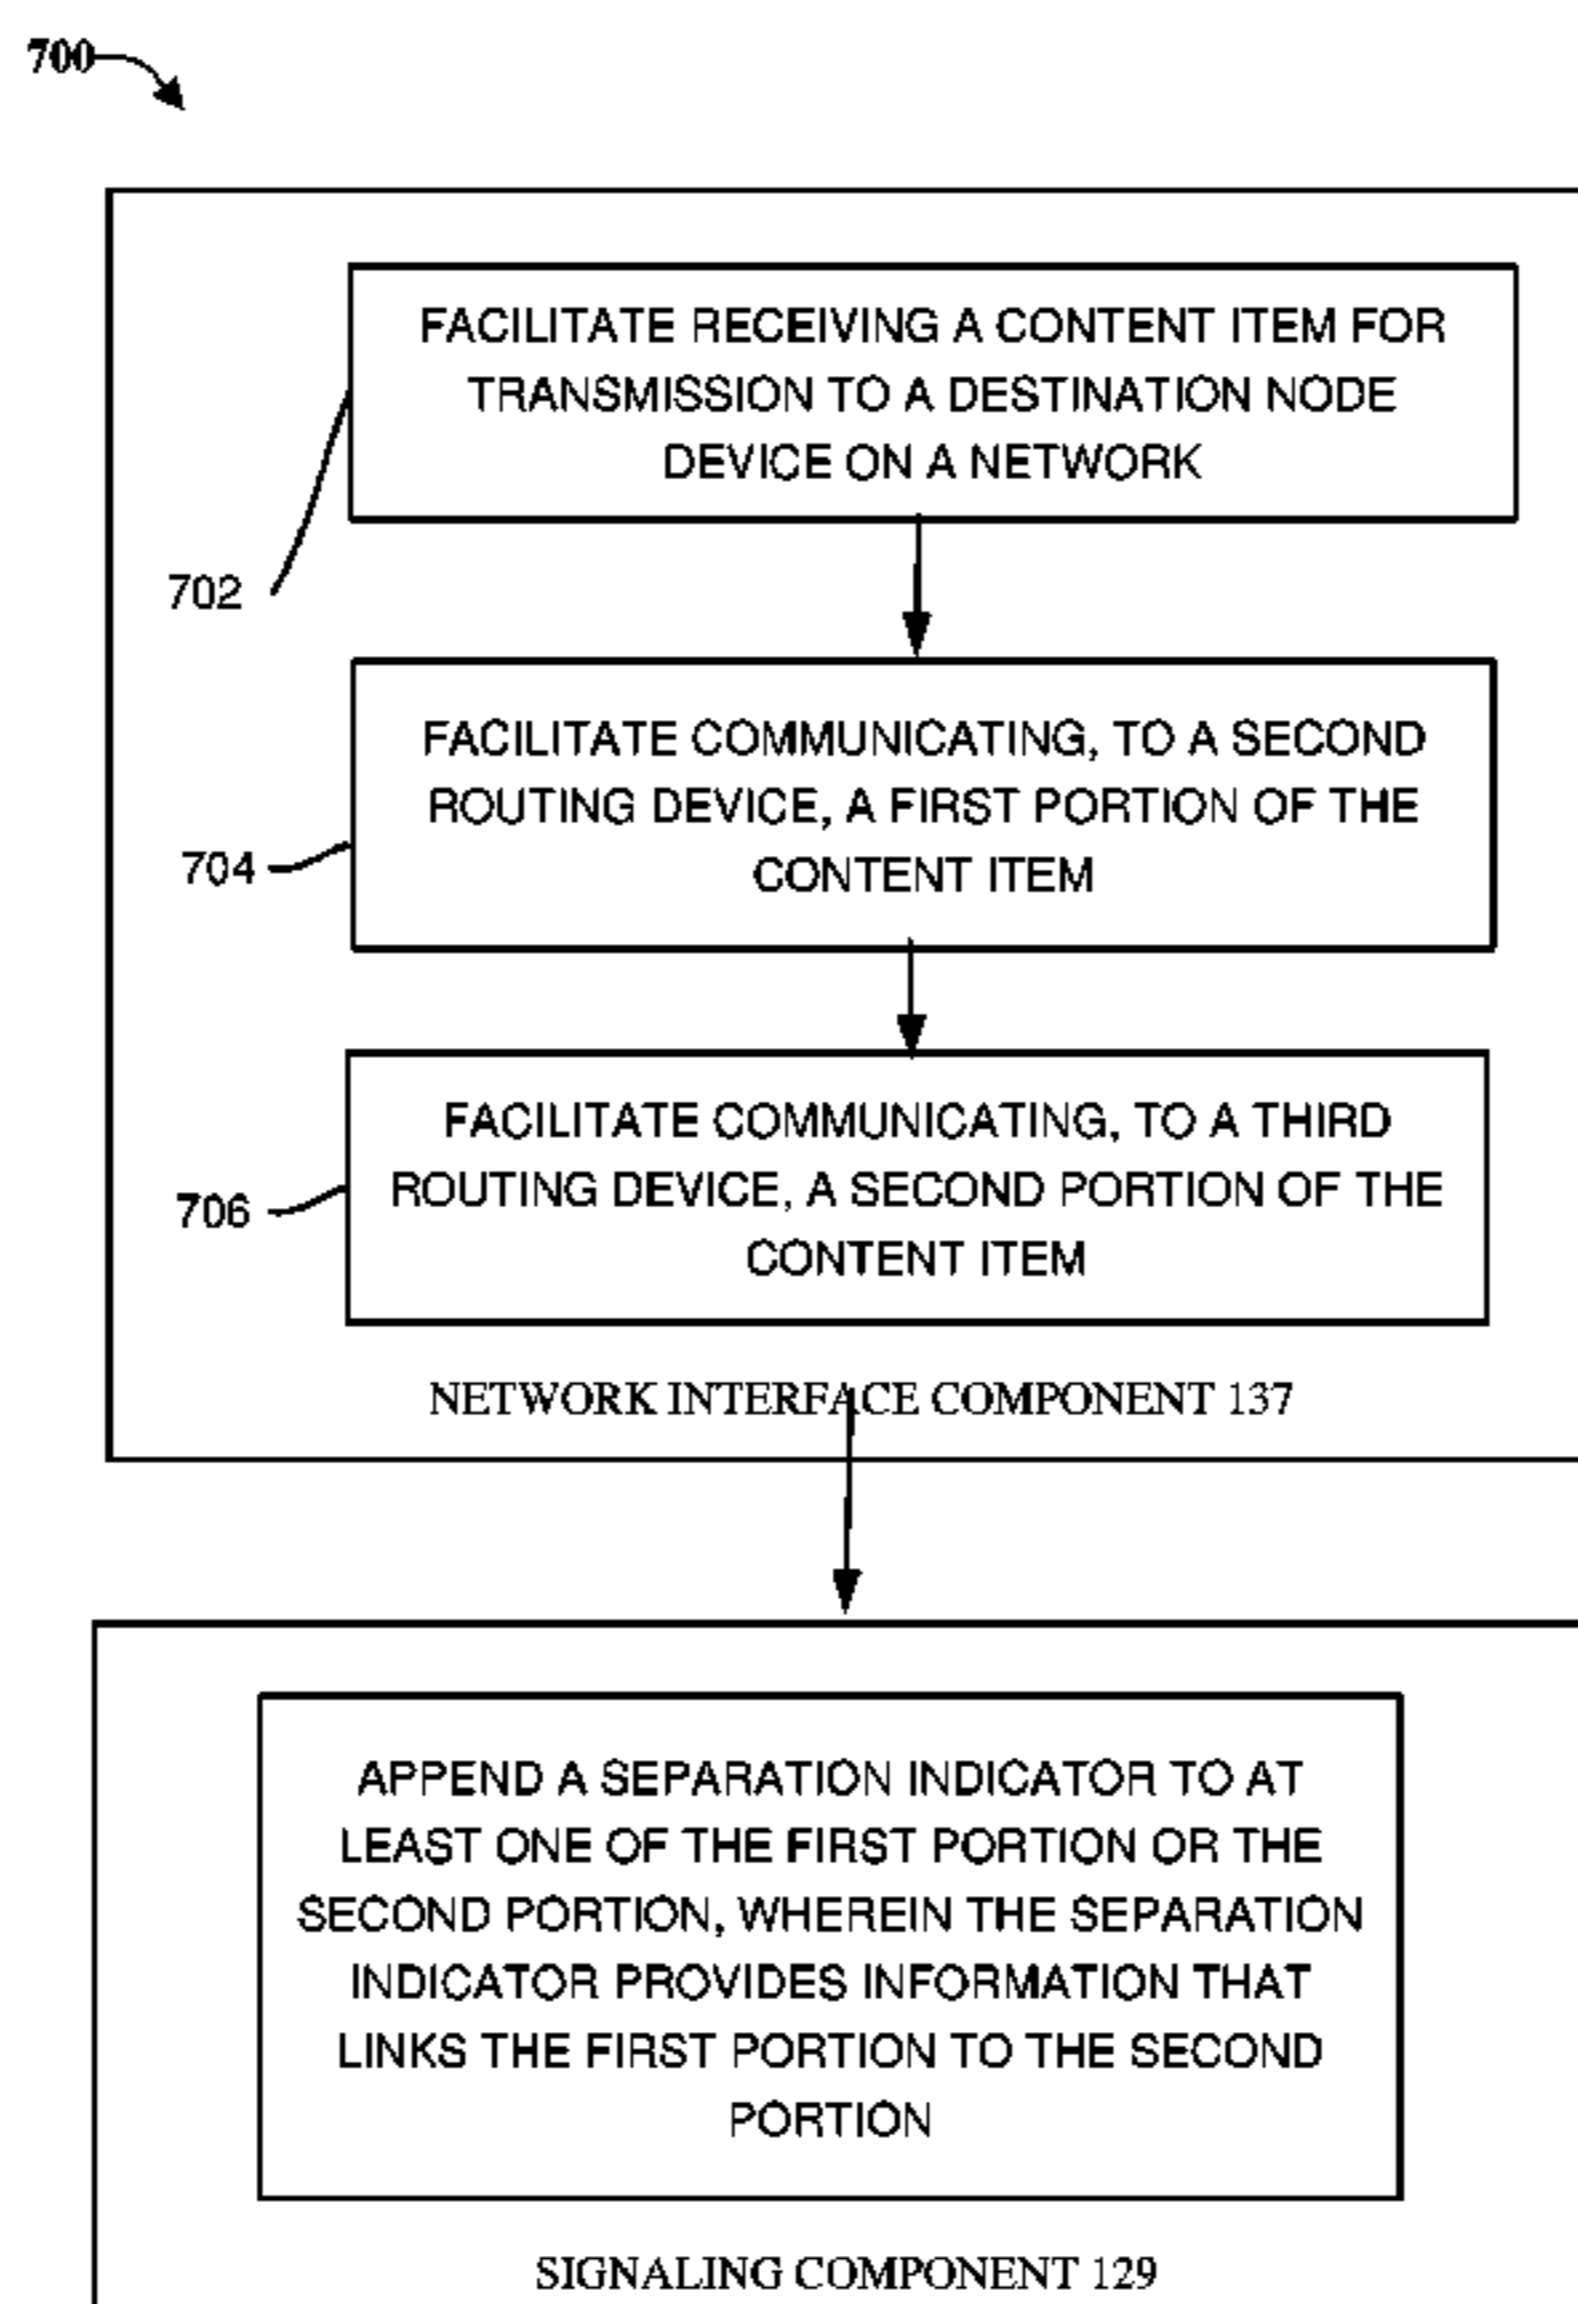 700
FACILITATE RECEIVING A CONTENT ITEM FOR
TRANSMISSION TO A DESTINATION NODE
DEVICE ON A NETWORK
702
FACILITATE COMMUNICATING, TO A SECOND
ROUTING DEVICE, A FIRST PORTION OF THE
CONTENT ITEM
704
FACILITATE COMMUNICATING, TO A THIRD
ROUTING DEVICE, A SECOND PORTION OF THE
CONTENT ITEM
706
NETWORK INTERFACE COMPONENT 137
APPEND A SEPARATION INDICATOR TO AT
LEAST ONE OF THE FIRST PORTION OR THE
SECOND PORTION, WHEREIN THE SEPARATION
INDICATOR PROVIDES INFORMATION THAT
LINKS THE FIRST PORTION TO THE SECOND
PORTION
SIGNALING COMPONENT 129